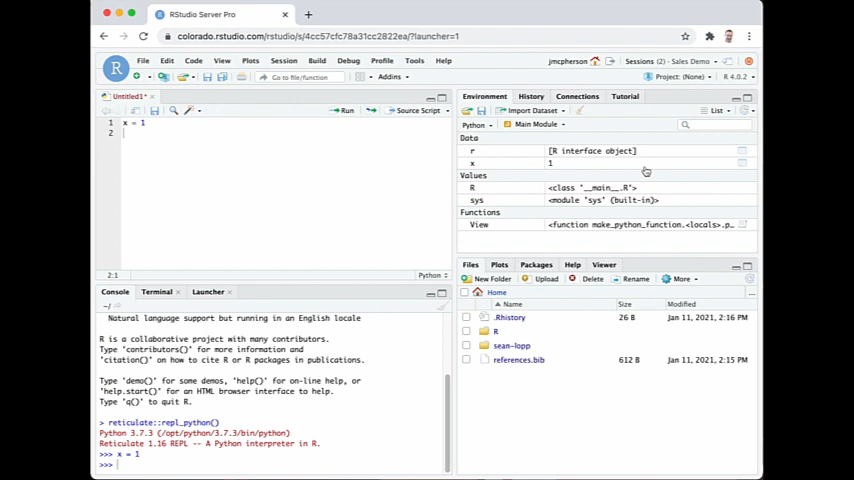 RStudio Server Pro
colorado.rstudio.com/rstudio/s/4cc57cfc78a31cc2822ea/?launcher=1
R
File Edit Code View Plots Session Build Debug Profile Tools Help
jmcpherson Sessions (2) - Sales Demo
Go to file/function Addins
Project: (None) R 4.0.2
Untitled1*
Run Source Script
1 x = 1
2
2:1 Python
Console Terminal Launcher
~/
Natural language support but running in an English locale
R is a collaborative project with many contributors.
Type 'contributors()' for more information and
'citation()' on how to cite R or R packages in publications.
Type 'demo()' for some demos, 'help()' for on-line help, or
'help.start()' for an HTML browser interface to help.
Type 'q()' to quit R.
> reticulate::repl_python()
Python 3.7.3 (/opt/python/3.7.3/bin/python)
Reticulate 1.16 REPL -- A Python interpreter in R.
>>> x = 1
>>>
Environment History Connections Tutorial
Import Dataset List
Python Main Module
Data
r [R interface object]
x 1
Values
R <class '__main__.R'>
sys <module 'sys' (built-in)>
Functions
View <function make_python_function.<locals>.p…
Files Plots Packages Help Viewer
New Folder Upload Delete Rename More
Home ...
Name Size Modified
.Rhistory 26 B Jan 11, 2021, 2:16 PM
R
sean-lopp
references.bib 612 B Jan 11, 2021, 2:15 PM